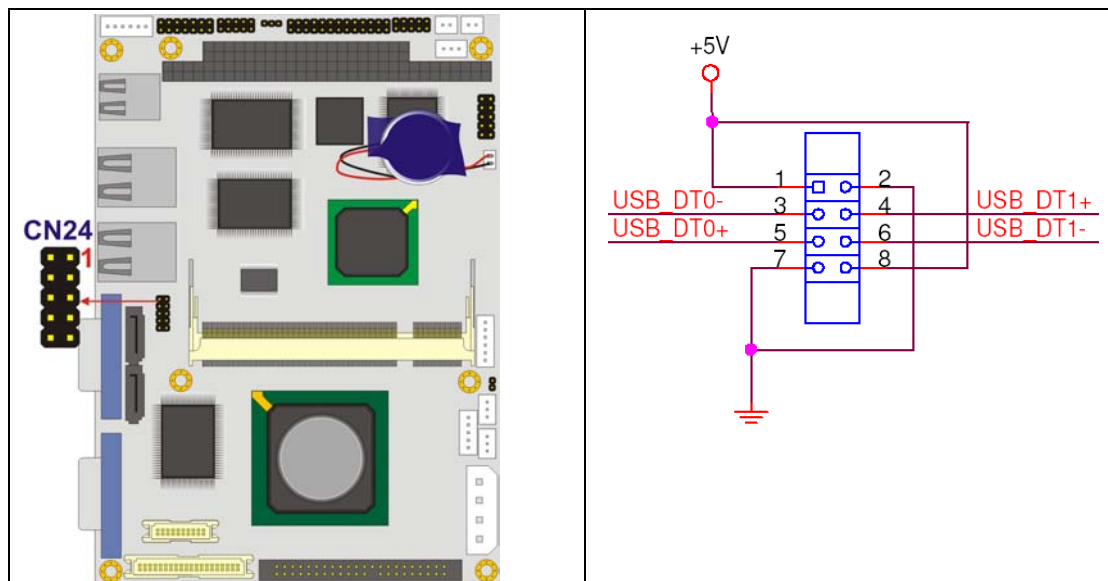 CN24
1
+5V
1 2
USB_DT0- 3 4 USB_DT1+
USB_DT0+ 5 6 USB_DT1-
7 8